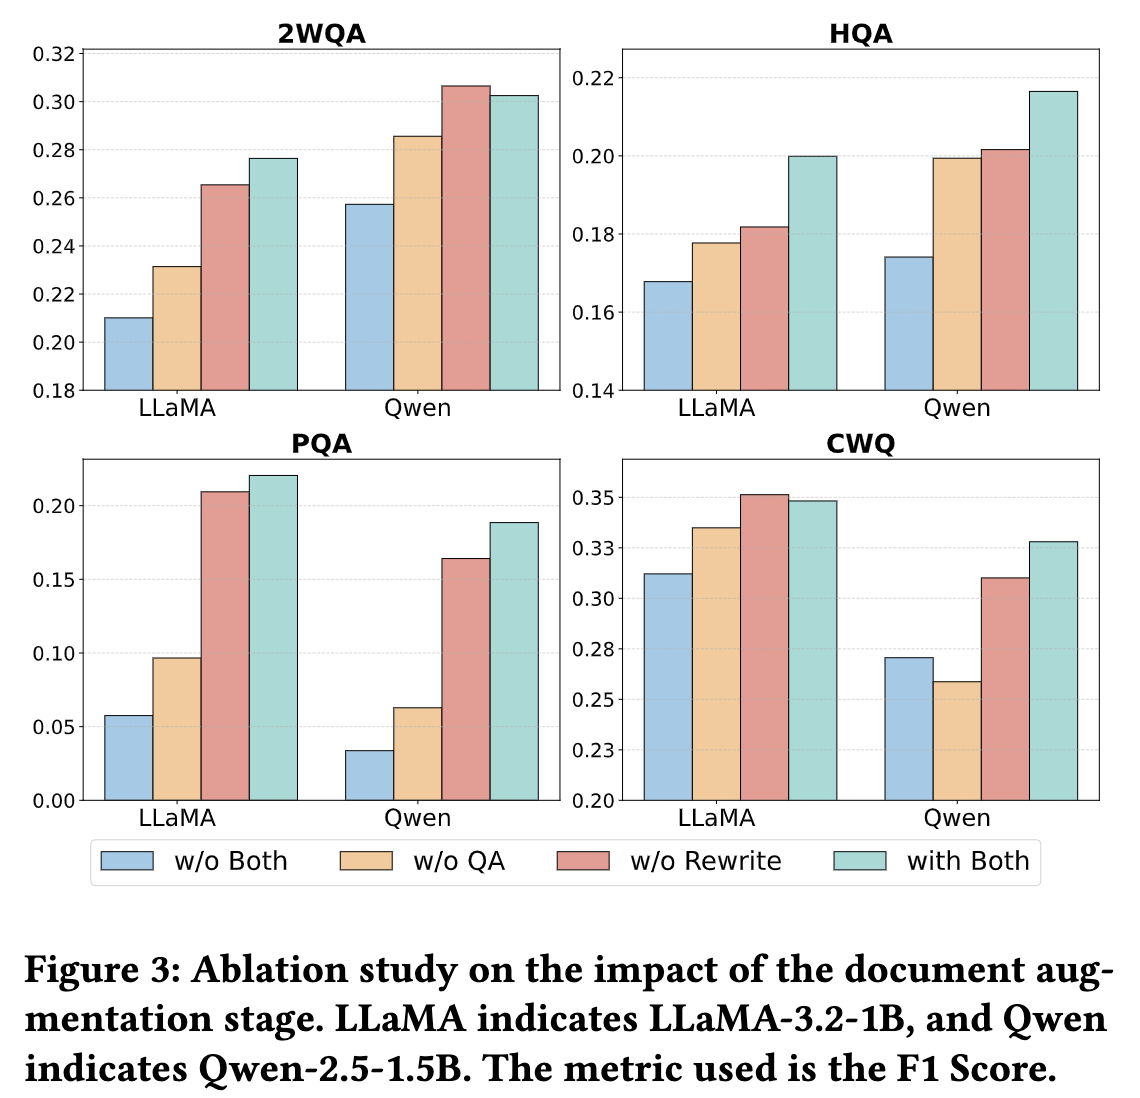 2WQA
0.32
0.30
0.28
0.26
0.24
0.22
0.20
0.18
LLaMA Qwen
HQA
0.22
0.20
0.18
0.16
0.14
LLaMA Qwen
PQA
0.20
0.15
0.10
0.05
0.00
LLaMA Qwen
CWQ
0.35
0.33
0.30
0.28
0.25
0.23
0.20
LLaMA Qwen
w/o Both w/o QA w/o Rewrite with Both
Figure 3: Ablation study on the impact of the document aug-
mentation stage. LLaMA indicates LLaMA-3.2-1B, and Qwen
indicates Qwen-2.5-1.5B. The metric used is the F1 Score.